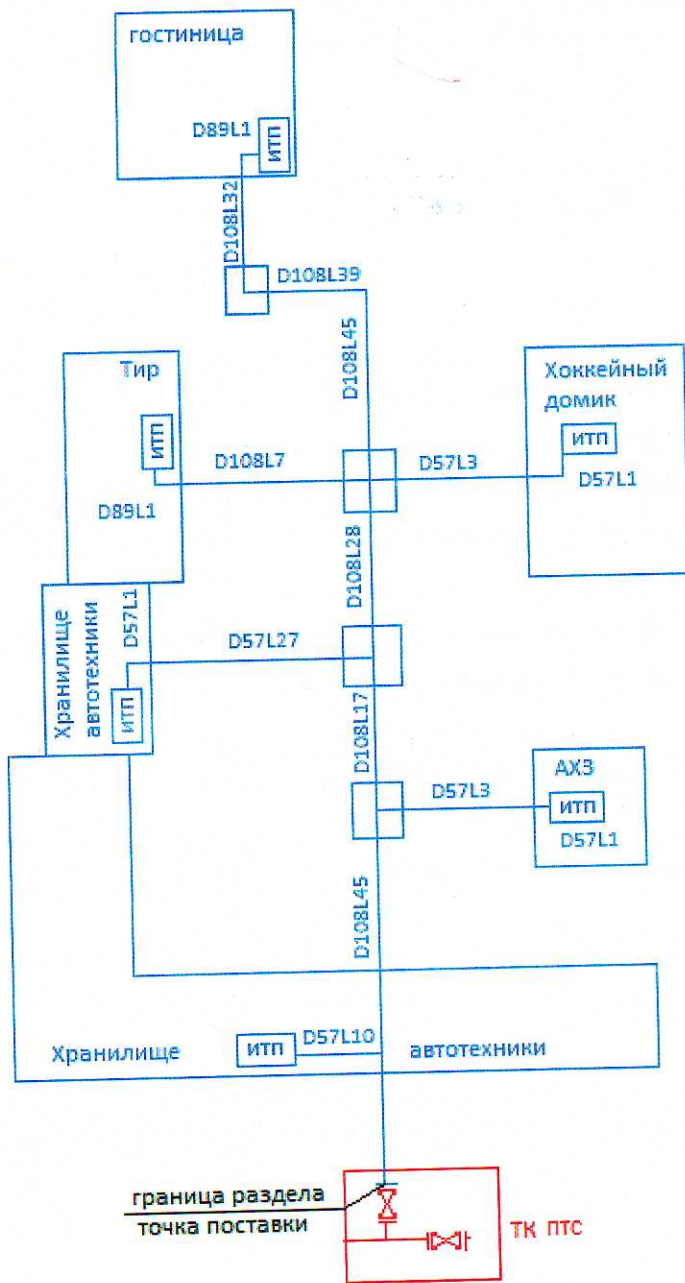 гостиница
D89L1
ИТП
D108L32
D108L39
D108L45
Тир
ИТП
D108L7
D89L1
D57L3
Хоккейный
домик
ИТП
D57L1
D108L28
D57L1
Хранилище
автотехники
ИТП
D57L27
D108L17
АХЗ
D57L3
ИТП
D57L1
D108L45
Хранилище
ИТП
D57L10
автотехники
граница раздела
точка поставки
ТК ПТС